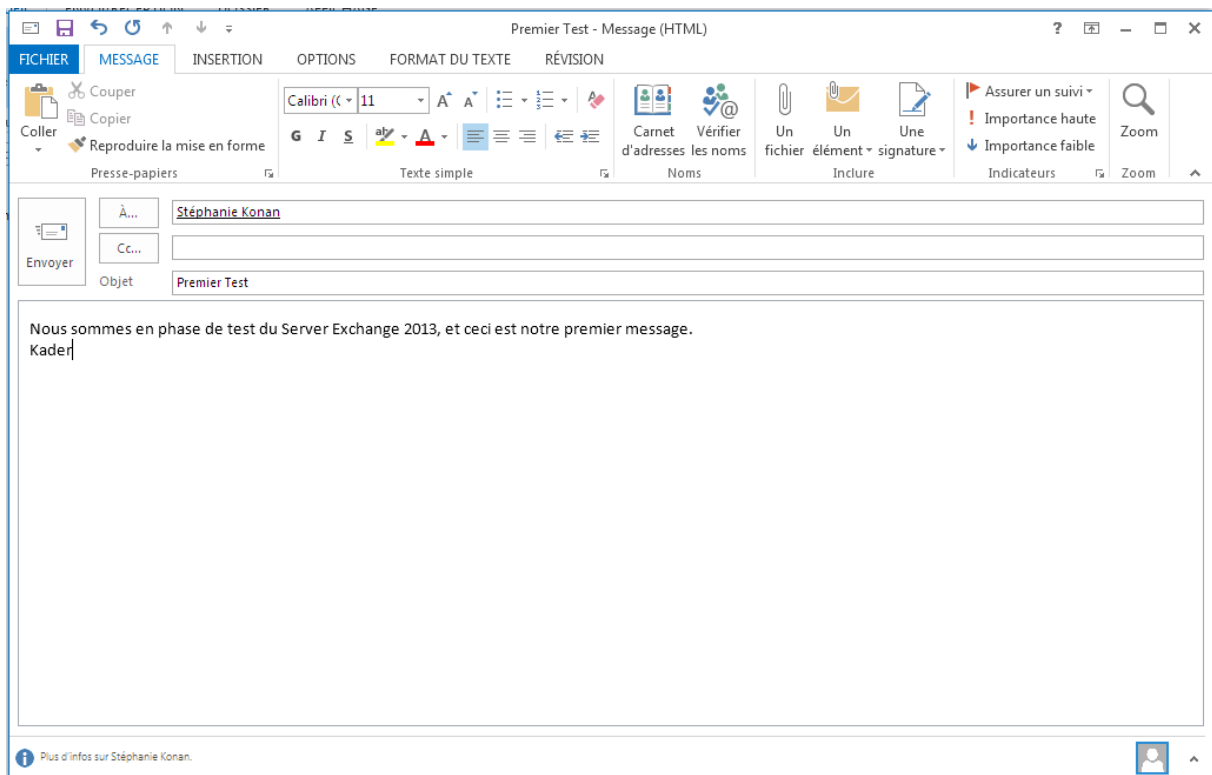 Premier Test - Message (HTML)
?
FICHIER MESSAGE INSERTION OPTIONS FORMAT DU TEXTE RÉVISION
Coller
Couper
Copier
Reproduire la mise en forme
Presse-papiers
Calibri (C 11 A A
G I S aby A
Texte simple
Carnet d'adresses
Vérifier les noms
Noms
Un fichier
Un élément
Une signature
Inclure
Assurer un suivi
! Importance haute
Importance faible
Indicateurs
Zoom
Zoom
Envoyer
À... Stéphanie Konan
Cc...
Objet Premier Test
Nous sommes en phase de test du Server Exchange 2013, et ceci est notre premier message.
Kader
Plus d'infos sur Stéphanie Konan.